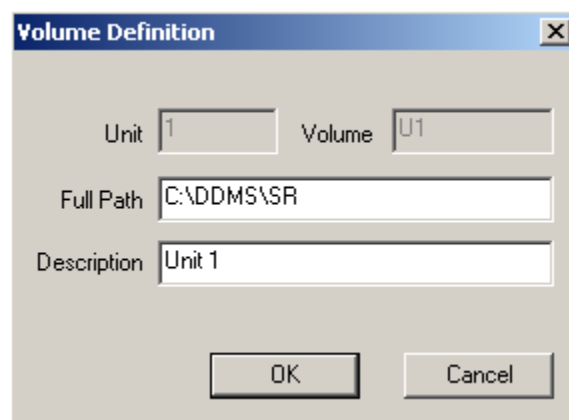 Volume Definition
Unit 1 Volume U1
Full Path C:\DDMS\SR
Description Unit 1
OK Cancel